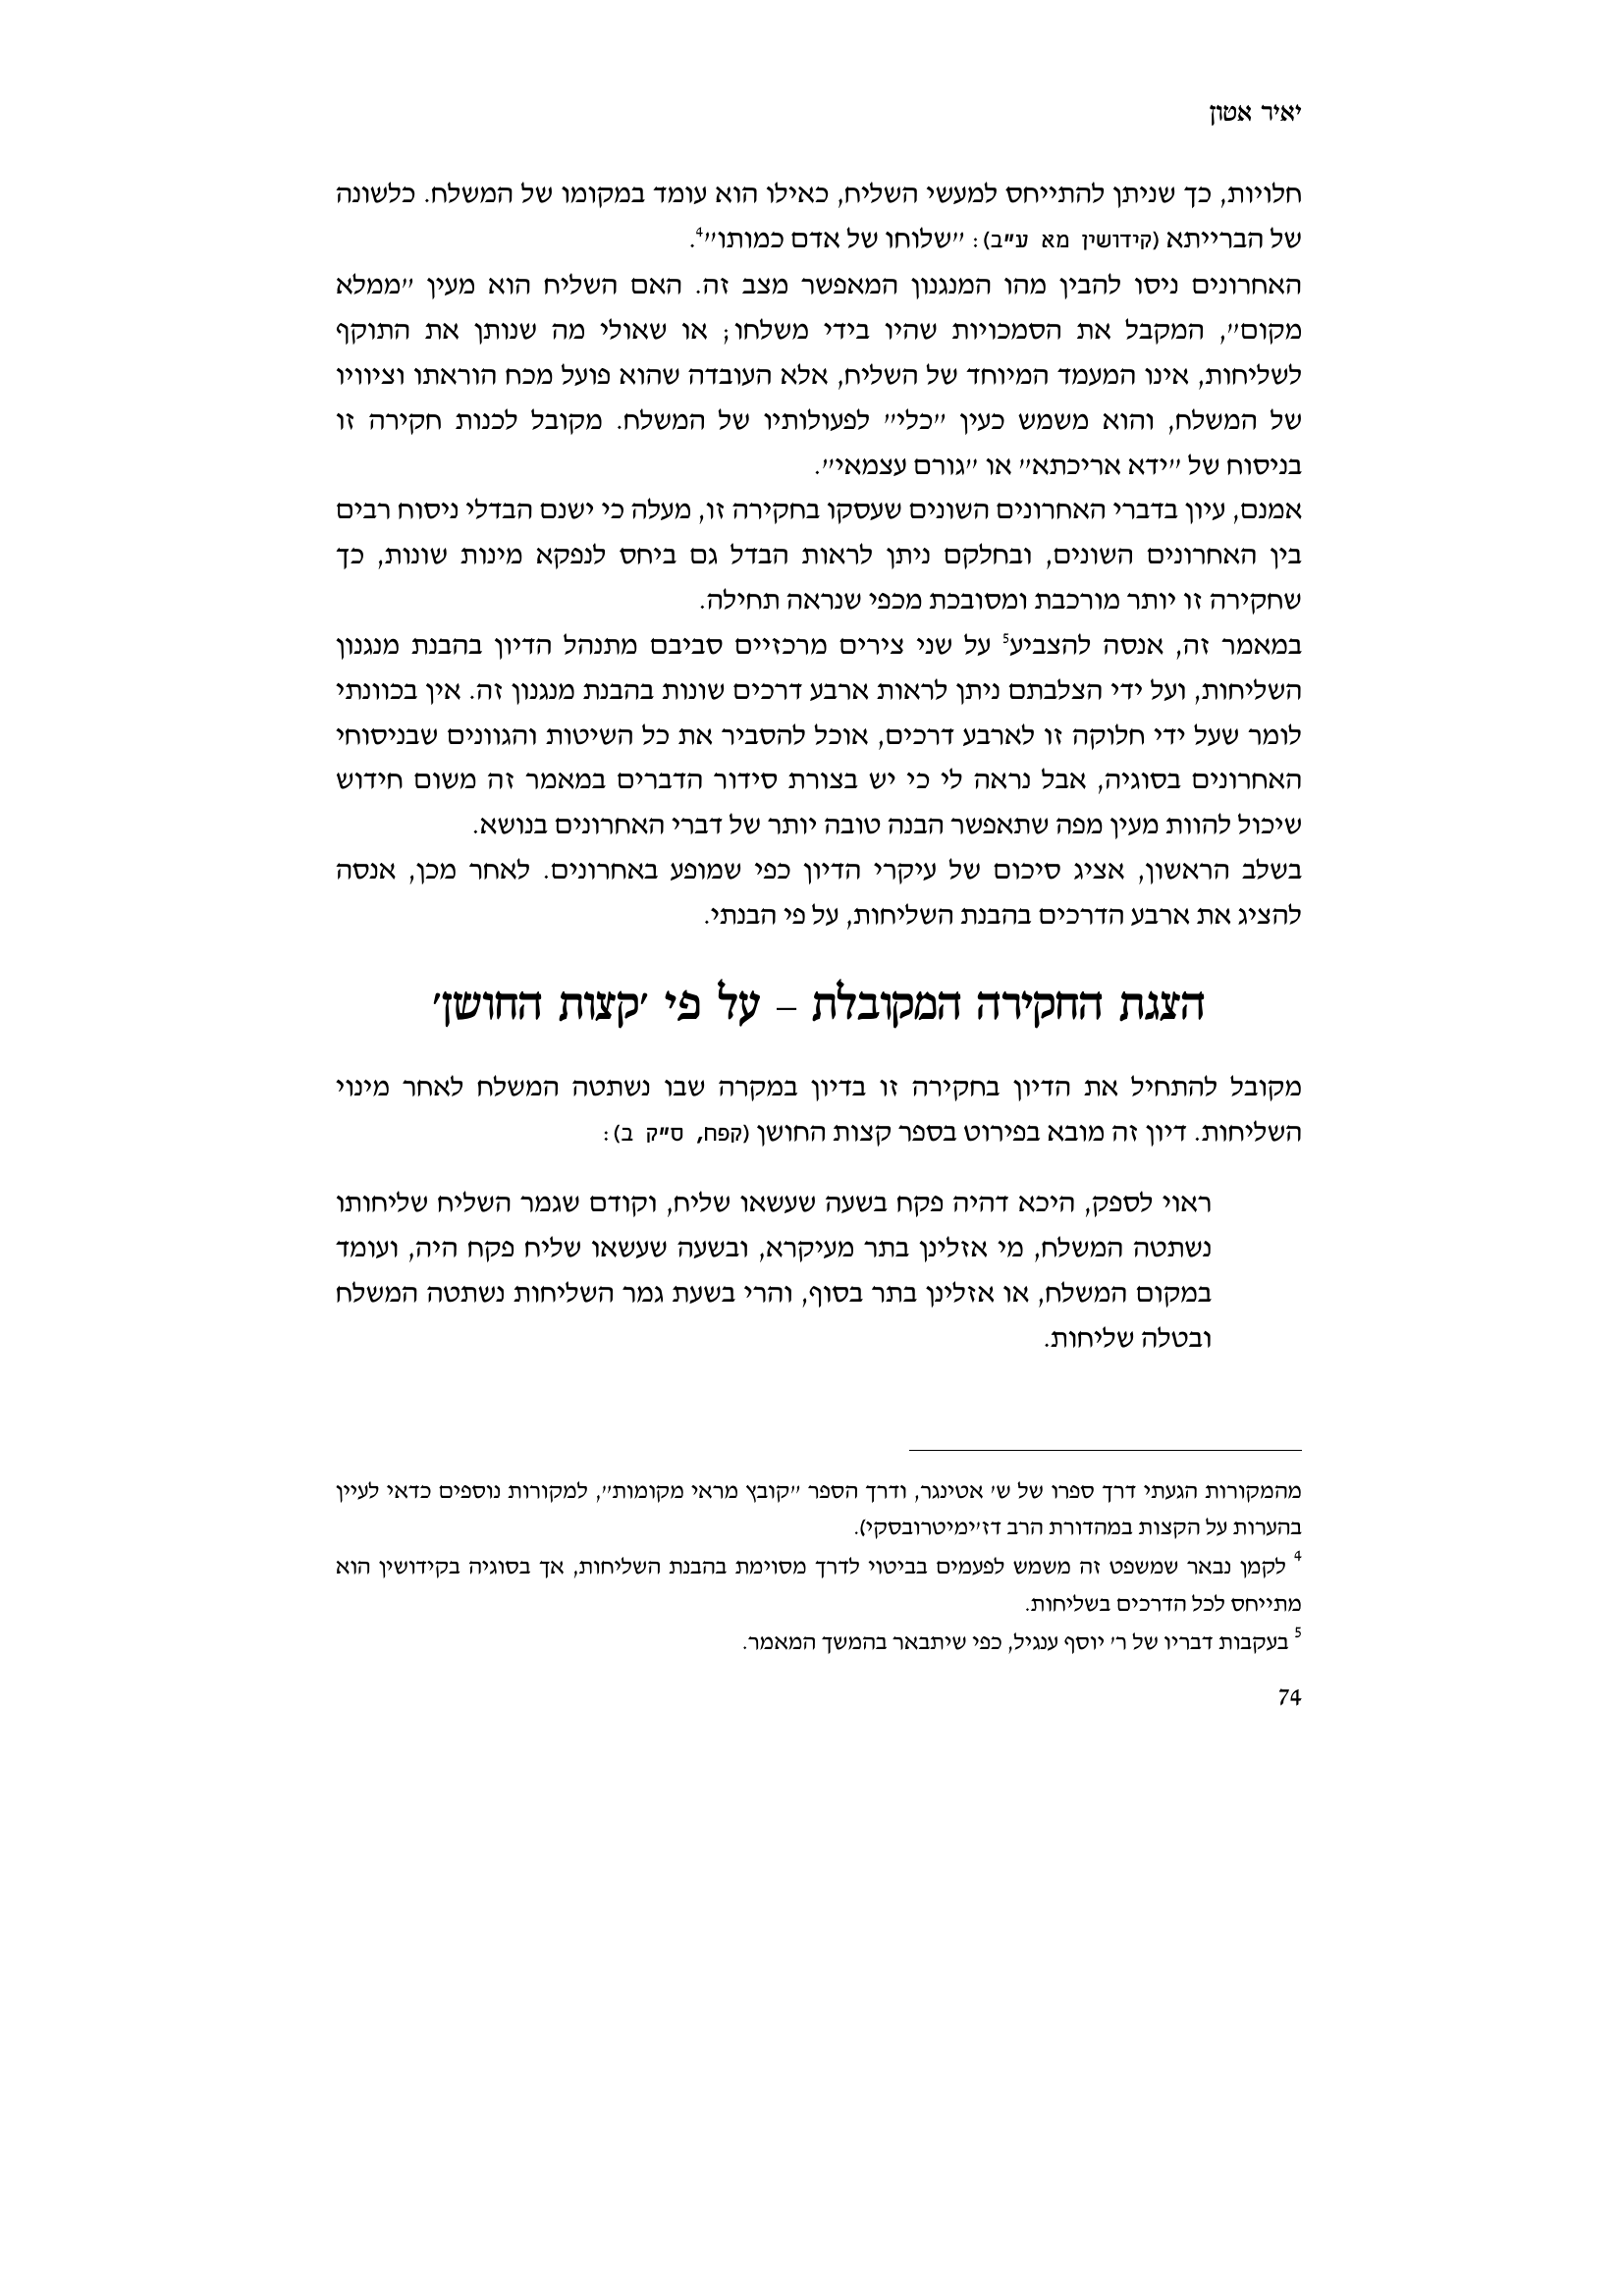 יאיר אטון
חלויות, כך שניתן להתייחס למעשי השליח, כאילו הוא עומד במקומו של המשלח. כלשונה
של הברייתא (קידושין מא ע"ב): "שלוחו של אדם כמותו"4.
האחרונים ניסו להבין מהו המנגנון המאפשר מצב זה. האם השליח הוא מעין "ממלא
מקום", המקבל את הסמכויות שהיו בידי משלחו; או שאולי מה שנותן את התוקף
לשליחות, אינו המעמד המיוחד של השליח, אלא העובדה שהוא פועל מכח הוראתו וציוויו
של המשלח, והוא משמש כעין "כלי" לפעולותיו של המשלח. מקובל לכנות חקירה זו
בניסוח של "ידא אריכתא" או "גורם עצמאי".
אמנם, עיון בדברי האחרונים השונים שעסקו בחקירה זו, מעלה כי ישנם הבדלי ניסוח רבים
בין האחרונים השונים, ובחלקם ניתן לראות הבדל גם ביחס לנפקא מינות שונות, כך
שחקירה זו יותר מורכבת ומסובכת מכפי שנראה תחילה.
במאמר זה, אנסה להצביע5 על שני צירים מרכזיים סביבם מתנהל הדיון בהבנת מנגנון
השליחות, ועל ידי הצלבתם ניתן לראות ארבע דרכים שונות בהבנת מנגנון זה. אין בכוונתי
לומר שעל ידי חלוקה זו לארבע דרכים, אוכל להסביר את כל השיטות והגוונים שבניסוחי
האחרונים בסוגיה, אבל נראה לי כי יש בצורת סידור הדברים במאמר זה משום חידוש
שיכול להוות מעין מפה שתאפשר הבנה טובה יותר של דברי האחרונים בנושא.
בשלב הראשון, אציג סיכום של עיקרי הדיון כפי שמופע באחרונים. לאחר מכן, אנסה
להציג את ארבע הדרכים בהבנת השליחות, על פי הבנתי.
הצגת החקירה המקובלת – על פי 'קצות החושן'
מקובל להתחיל את הדיון בחקירה זו בדיון במקרה שבו נשתטה המשלח לאחר מינוי
השליחות. דיון זה מובא בפירוט בספר קצות החושן (קפח, ס"ק ב):
ראוי לספק, היכא דהיה פקח בשעה שעשאו שליח, וקודם שגמר השליח שליחותו
נשתטה המשלח, מי אזלינן בתר מעיקרא, ובשעה שעשאו שליח פקח היה, ועומד
במקום המשלח, או אזלינן בתר בסוף, והרי בשעת גמר השליחות נשתטה המשלח
ובטלה שליחות.
מהמקורות הגעתי דרך ספרו של ש' אטינגר, ודרך הספר "קובץ מראי מקומות", למקורות נוספים כדאי לעיין
בהערות על הקצות במהדורת הרב דז'ימיטרובסקי).
4 לקמן נבאר שמשפט זה משמש לפעמים בביטוי לדרך מסוימת בהבנת השליחות, אך בסוגיה בקידושין הוא
מתייחס לכל הדרכים בשליחות.
5 בעקבות דבריו של ר' יוסף ענגיל, כפי שיתבאר בהמשך המאמר.
74